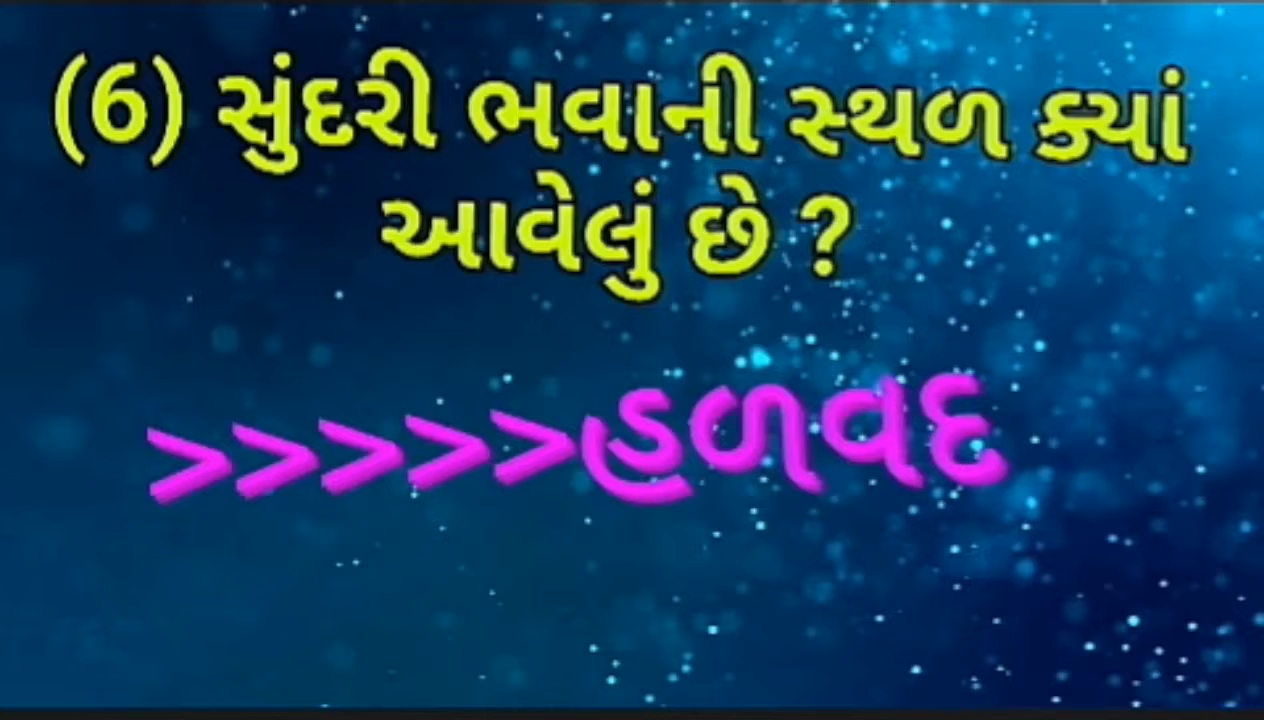 (6) સુંદરી ભવાની સ્થળ ક્યાં
આવેલું છે ?
>>>>>હળવદ